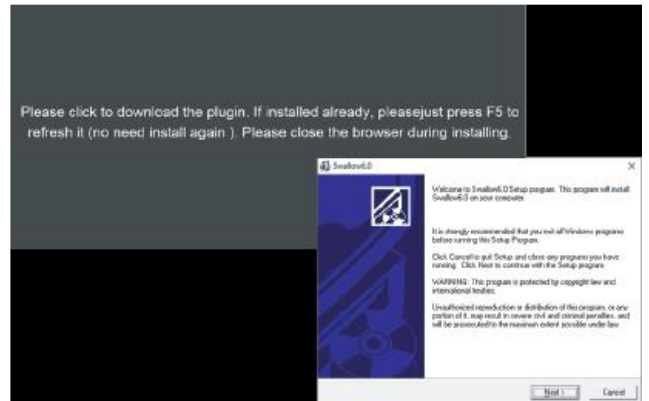 Please click to download the plugin. If installed already, pleasejust press F5 to
refresh it (no need install again ). Please close the browser during installing.
Swallow6.0
Welcome to Swallow6.0 Setup program. This program will install
Swallow6.0 on your computer.
It is strongly recommended that you exit all Windows programs
before running this Setup Program.
Click Cancel to quit Setup and close any programs you have
running. Click Next to continue with the Setup program.
WARNING: This program is protected by copyright law and
international treaties.
Unauthorized reproduction or distribution of this program, or any
portion of it, may result in severe civil and criminal penalties, and
will be prosecuted to the maximum extent possible under law.
Next >
Cancel